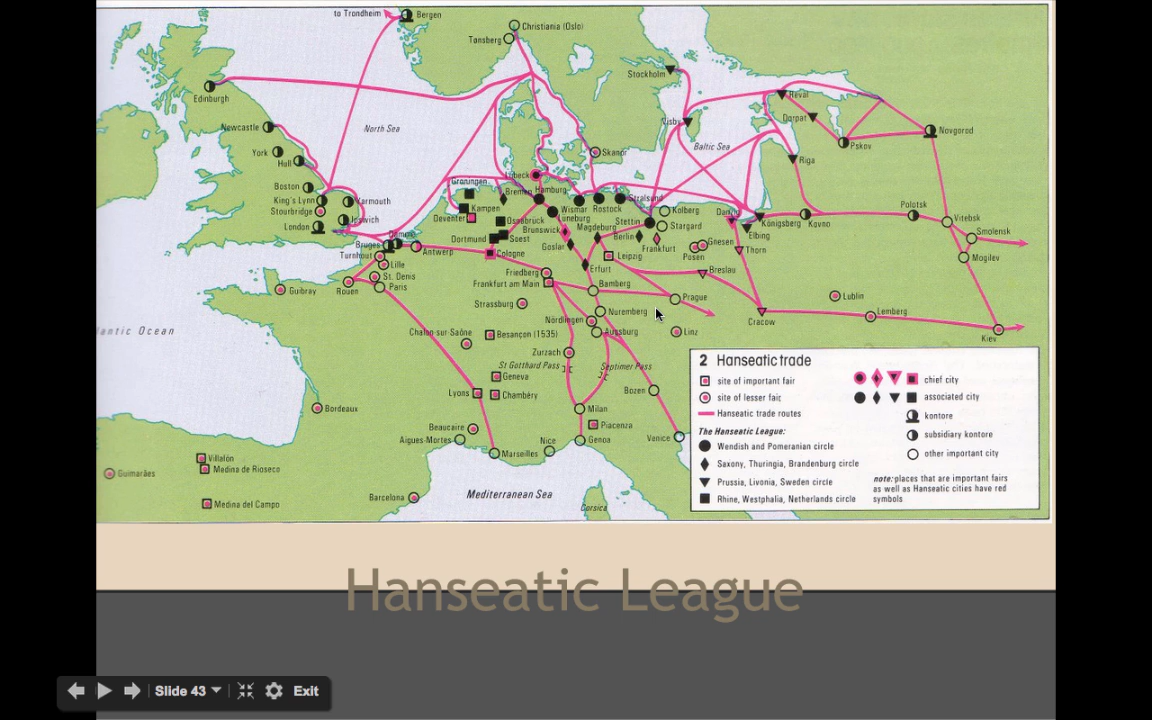 to Trondheim
Bergen
Christiania (Oslo)
Tønsberg
Stockholm
Edinburgh
Reval
Dorpat
Visby
Newcastle
North Sea
Novgorod
Pskov
Baltic Sea
York
Hull
Skanör
Riga
Boston
King's Lynn
Yarmouth
Stourbridge
Ipswich
London
Groningen
Lübeck
Bremen
Hamburg
Kampen
Deventer
Osnabrück
Wismar
Rostock
Stralsund
Lüneburg
Stettin
Kolberg
Stargard
Danzig
Königsberg
Kovno
Polotsk
Vitebsk
Smolensk
Mogilev
Elbing
Thorn
Brunswick
Magdeburg
Berlin
Frankfurt
Gnesen
Posen
Dortmund
Soest
Goslar
Bruges
Antwerp
Cologne
Leipzig
Turnhout
Lille
Erfurt
Breslau
Friedberg
Frankfurt am Main
St. Denis
Paris
Rouen
Guibray
Bamberg
Prague
Lublin
Lemberg
Cracow
Kiev
Strassburg
Nuremberg
Nördlingen
Augsburg
Linz
Atlantic Ocean
Chalon-sur-Saône
Besançon (1535)
Zurzach
St Gotthard Pass
Septimer Pass
Geneva
Lyons
Chambéry
Bozen
Bordeaux
Milan
Piacenza
Beaucaire
Aigues-Mortes
Nice
Genoa
Venice
Marseilles
Villalón
Medina de Rioseco
Guimarães
Medina del Campo
Barcelona
Mediterranean Sea
Corsica
2 Hanseatic trade
site of important fair
site of lesser fair
Hanseatic trade routes
The Hanseatic League:
Wendish and Pomeranian circle
Saxony, Thuringia, Brandenburg circle
Prussia, Livonia, Sweden circle
Rhine, Westphalia, Netherlands circle
chief city
associated city
kontore
subsidiary kontore
other important city
note: places that are important fairs
as well as Hanseatic cities have red
symbols
Hanseatic League
Slide 43
Exit